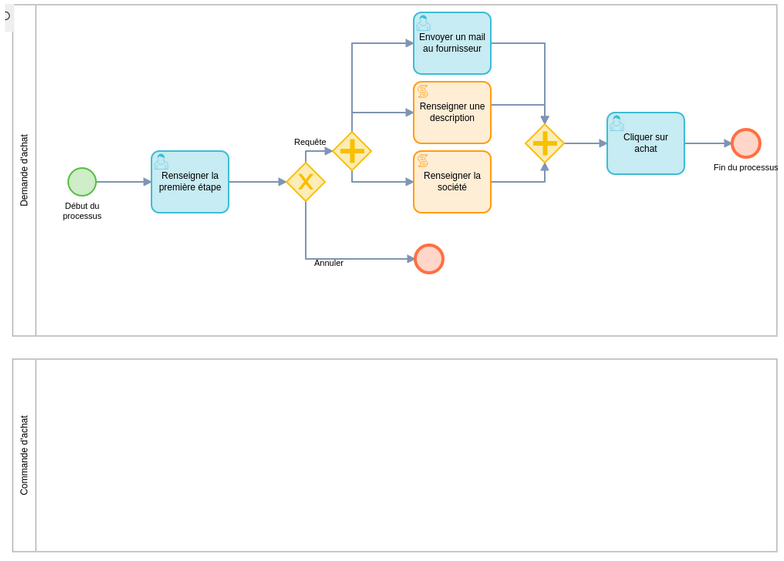 Demande d'achat
Envoyer un mail
au fournisseur
Renseigner une
description
Requête
Renseigner la
première étape
Renseigner la
société
Cliquer sur
achat
Fin du processus
Début du
processus
Annuler
Commande d'achat